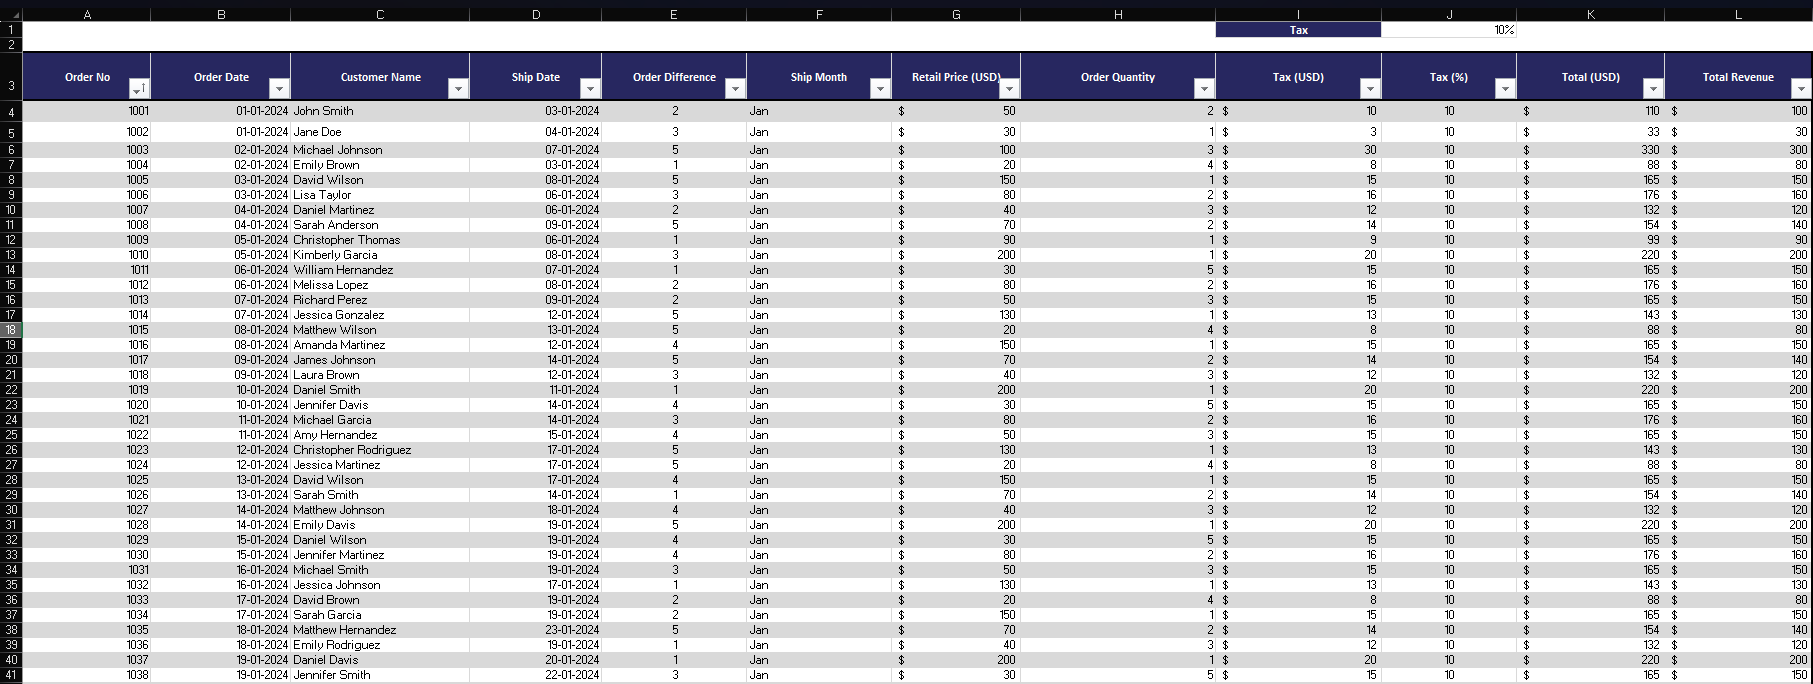 A B C D E F G H I J K L
1 Tax 10%
2
3 Order No Order Date Customer Name Ship Date Order Difference Ship Month Retail Price (USD) Order Quantity Tax (USD) Tax (%) Total (USD) Total Revenue
4 1001 01-01-2024 John Smith 03-01-2024 2 Jan $ 50 2 $ 10 10 $ 110 $ 100
5 1002 01-01-2024 Jane Doe 04-01-2024 3 Jan $ 30 1 $ 3 10 $ 33 $ 30
6 1003 02-01-2024 Michael Johnson 07-01-2024 5 Jan $ 100 3 $ 30 10 $ 330 $ 300
7 1004 02-01-2024 Emily Brown 03-01-2024 1 Jan $ 20 4 $ 8 10 $ 88 $ 80
8 1005 03-01-2024 David Wilson 08-01-2024 5 Jan $ 150 1 $ 15 10 $ 165 $ 150
9 1006 03-01-2024 Lisa Taylor 06-01-2024 3 Jan $ 80 2 $ 16 10 $ 176 $ 160
10 1007 04-01-2024 Daniel Martinez 06-01-2024 2 Jan $ 40 3 $ 12 10 $ 132 $ 120
11 1008 04-01-2024 Sarah Anderson 09-01-2024 5 Jan $ 70 2 $ 14 10 $ 154 $ 140
12 1009 05-01-2024 Christopher Thomas 06-01-2024 1 Jan $ 90 1 $ 9 10 $ 99 $ 90
13 1010 05-01-2024 Kimberly Garcia 08-01-2024 3 Jan $ 200 1 $ 20 10 $ 220 $ 200
14 1011 06-01-2024 William Hernandez 07-01-2024 1 Jan $ 30 5 $ 15 10 $ 165 $ 150
15 1012 06-01-2024 Melissa Lopez 08-01-2024 2 Jan $ 80 2 $ 16 10 $ 176 $ 160
16 1013 07-01-2024 Richard Perez 09-01-2024 2 Jan $ 50 3 $ 15 10 $ 165 $ 150
17 1014 07-01-2024 Jessica Gonzalez 12-01-2024 5 Jan $ 130 1 $ 13 10 $ 143 $ 130
18 1015 08-01-2024 Matthew Wilson 13-01-2024 5 Jan $ 20 4 $ 8 10 $ 88 $ 80
19 1016 08-01-2024 Amanda Martinez 12-01-2024 4 Jan $ 150 1 $ 15 10 $ 165 $ 150
20 1017 09-01-2024 James Johnson 14-01-2024 5 Jan $ 70 2 $ 14 10 $ 154 $ 140
21 1018 09-01-2024 Laura Brown 12-01-2024 3 Jan $ 40 3 $ 12 10 $ 132 $ 120
22 1019 10-01-2024 Daniel Smith 11-01-2024 1 Jan $ 200 1 $ 20 10 $ 220 $ 200
23 1020 10-01-2024 Jennifer Davis 14-01-2024 4 Jan $ 30 5 $ 15 10 $ 165 $ 150
24 1021 11-01-2024 Michael Garcia 14-01-2024 3 Jan $ 80 2 $ 16 10 $ 176 $ 160
25 1022 11-01-2024 Amy Hernandez 15-01-2024 4 Jan $ 50 3 $ 15 10 $ 165 $ 150
26 1023 12-01-2024 Christopher Rodriguez 17-01-2024 5 Jan $ 130 1 $ 13 10 $ 143 $ 130
27 1024 12-01-2024 Jessica Martinez 17-01-2024 5 Jan $ 20 4 $ 8 10 $ 88 $ 80
28 1025 13-01-2024 David Wilson 17-01-2024 4 Jan $ 150 1 $ 15 10 $ 165 $ 150
29 1026 13-01-2024 Sarah Smith 14-01-2024 1 Jan $ 70 2 $ 14 10 $ 154 $ 140
30 1027 14-01-2024 Matthew Johnson 18-01-2024 4 Jan $ 40 3 $ 12 10 $ 132 $ 120
31 1028 14-01-2024 Emily Davis 19-01-2024 5 Jan $ 200 1 $ 20 10 $ 220 $ 200
32 1029 15-01-2024 Daniel Wilson 19-01-2024 4 Jan $ 30 5 $ 15 10 $ 165 $ 150
33 1030 15-01-2024 Jennifer Martinez 19-01-2024 4 Jan $ 80 2 $ 16 10 $ 176 $ 160
34 1031 16-01-2024 Michael Smith 19-01-2024 3 Jan $ 50 3 $ 15 10 $ 165 $ 150
35 1032 16-01-2024 Jessica Johnson 17-01-2024 1 Jan $ 130 1 $ 13 10 $ 143 $ 130
36 1033 17-01-2024 David Brown 19-01-2024 2 Jan $ 20 4 $ 8 10 $ 88 $ 80
37 1034 17-01-2024 Sarah Garcia 19-01-2024 2 Jan $ 150 1 $ 15 10 $ 165 $ 150
38 1035 18-01-2024 Matthew Hernandez 23-01-2024 5 Jan $ 70 2 $ 14 10 $ 154 $ 140
39 1036 18-01-2024 Emily Rodriguez 19-01-2024 1 Jan $ 40 3 $ 12 10 $ 132 $ 120
40 1037 19-01-2024 Daniel Davis 20-01-2024 1 Jan $ 200 1 $ 20 10 $ 220 $ 200
41 1038 19-01-2024 Jennifer Smith 22-01-2024 3 Jan $ 30 5 $ 15 10 $ 165 $ 150